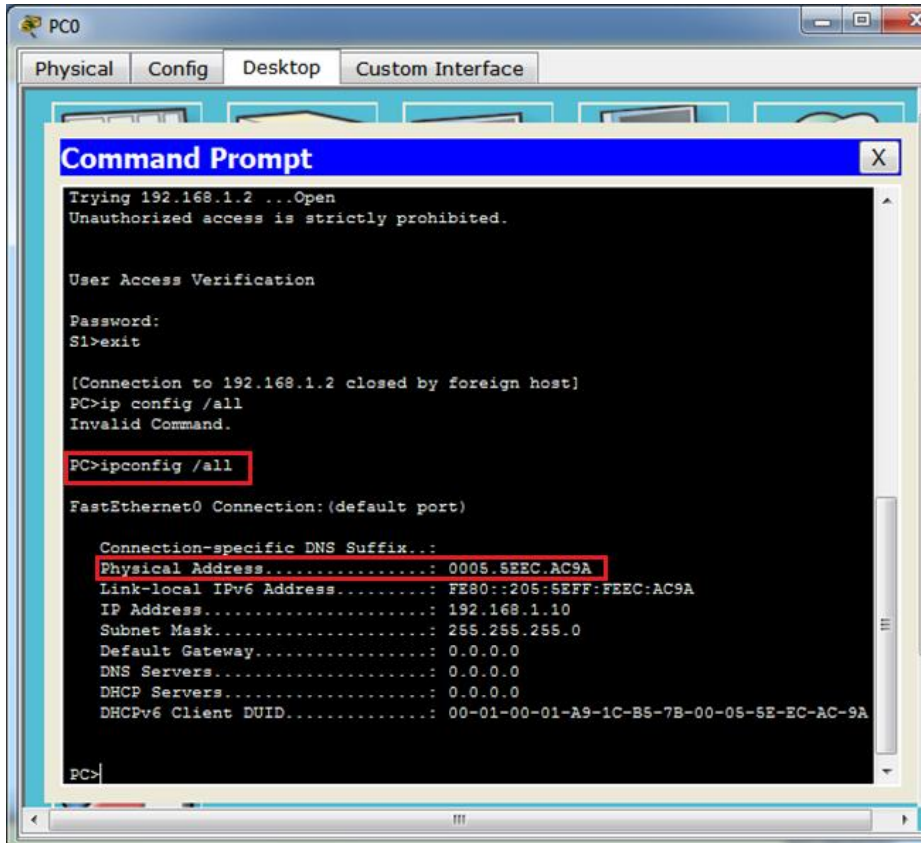 PC0
Physical Config Desktop Custom Interface
Command Prompt X
Trying 192.168.1.2 ...Open
Unauthorized access is strictly prohibited.
User Access Verification
Password:
S1>exit
[Connection to 192.168.1.2 closed by foreign host]
PC>ip config /all
Invalid Command.
PC>ipconfig /all
FastEthernet0 Connection:(default port)
Connection-specific DNS Suffix..:
Physical Address................: 0005.5EEC.AC9A
Link-local IPv6 Address.........: FE80::205:5EFF:FEEC:AC9A
IP Address......................: 192.168.1.10
Subnet Mask.....................: 255.255.255.0
Default Gateway.................: 0.0.0.0
DNS Servers.....................: 0.0.0.0
DHCP Servers....................: 0.0.0.0
DHCPv6 Client DUID..............: 00-01-00-01-A9-1C-B5-7B-00-05-5E-EC-AC-9A
PC>